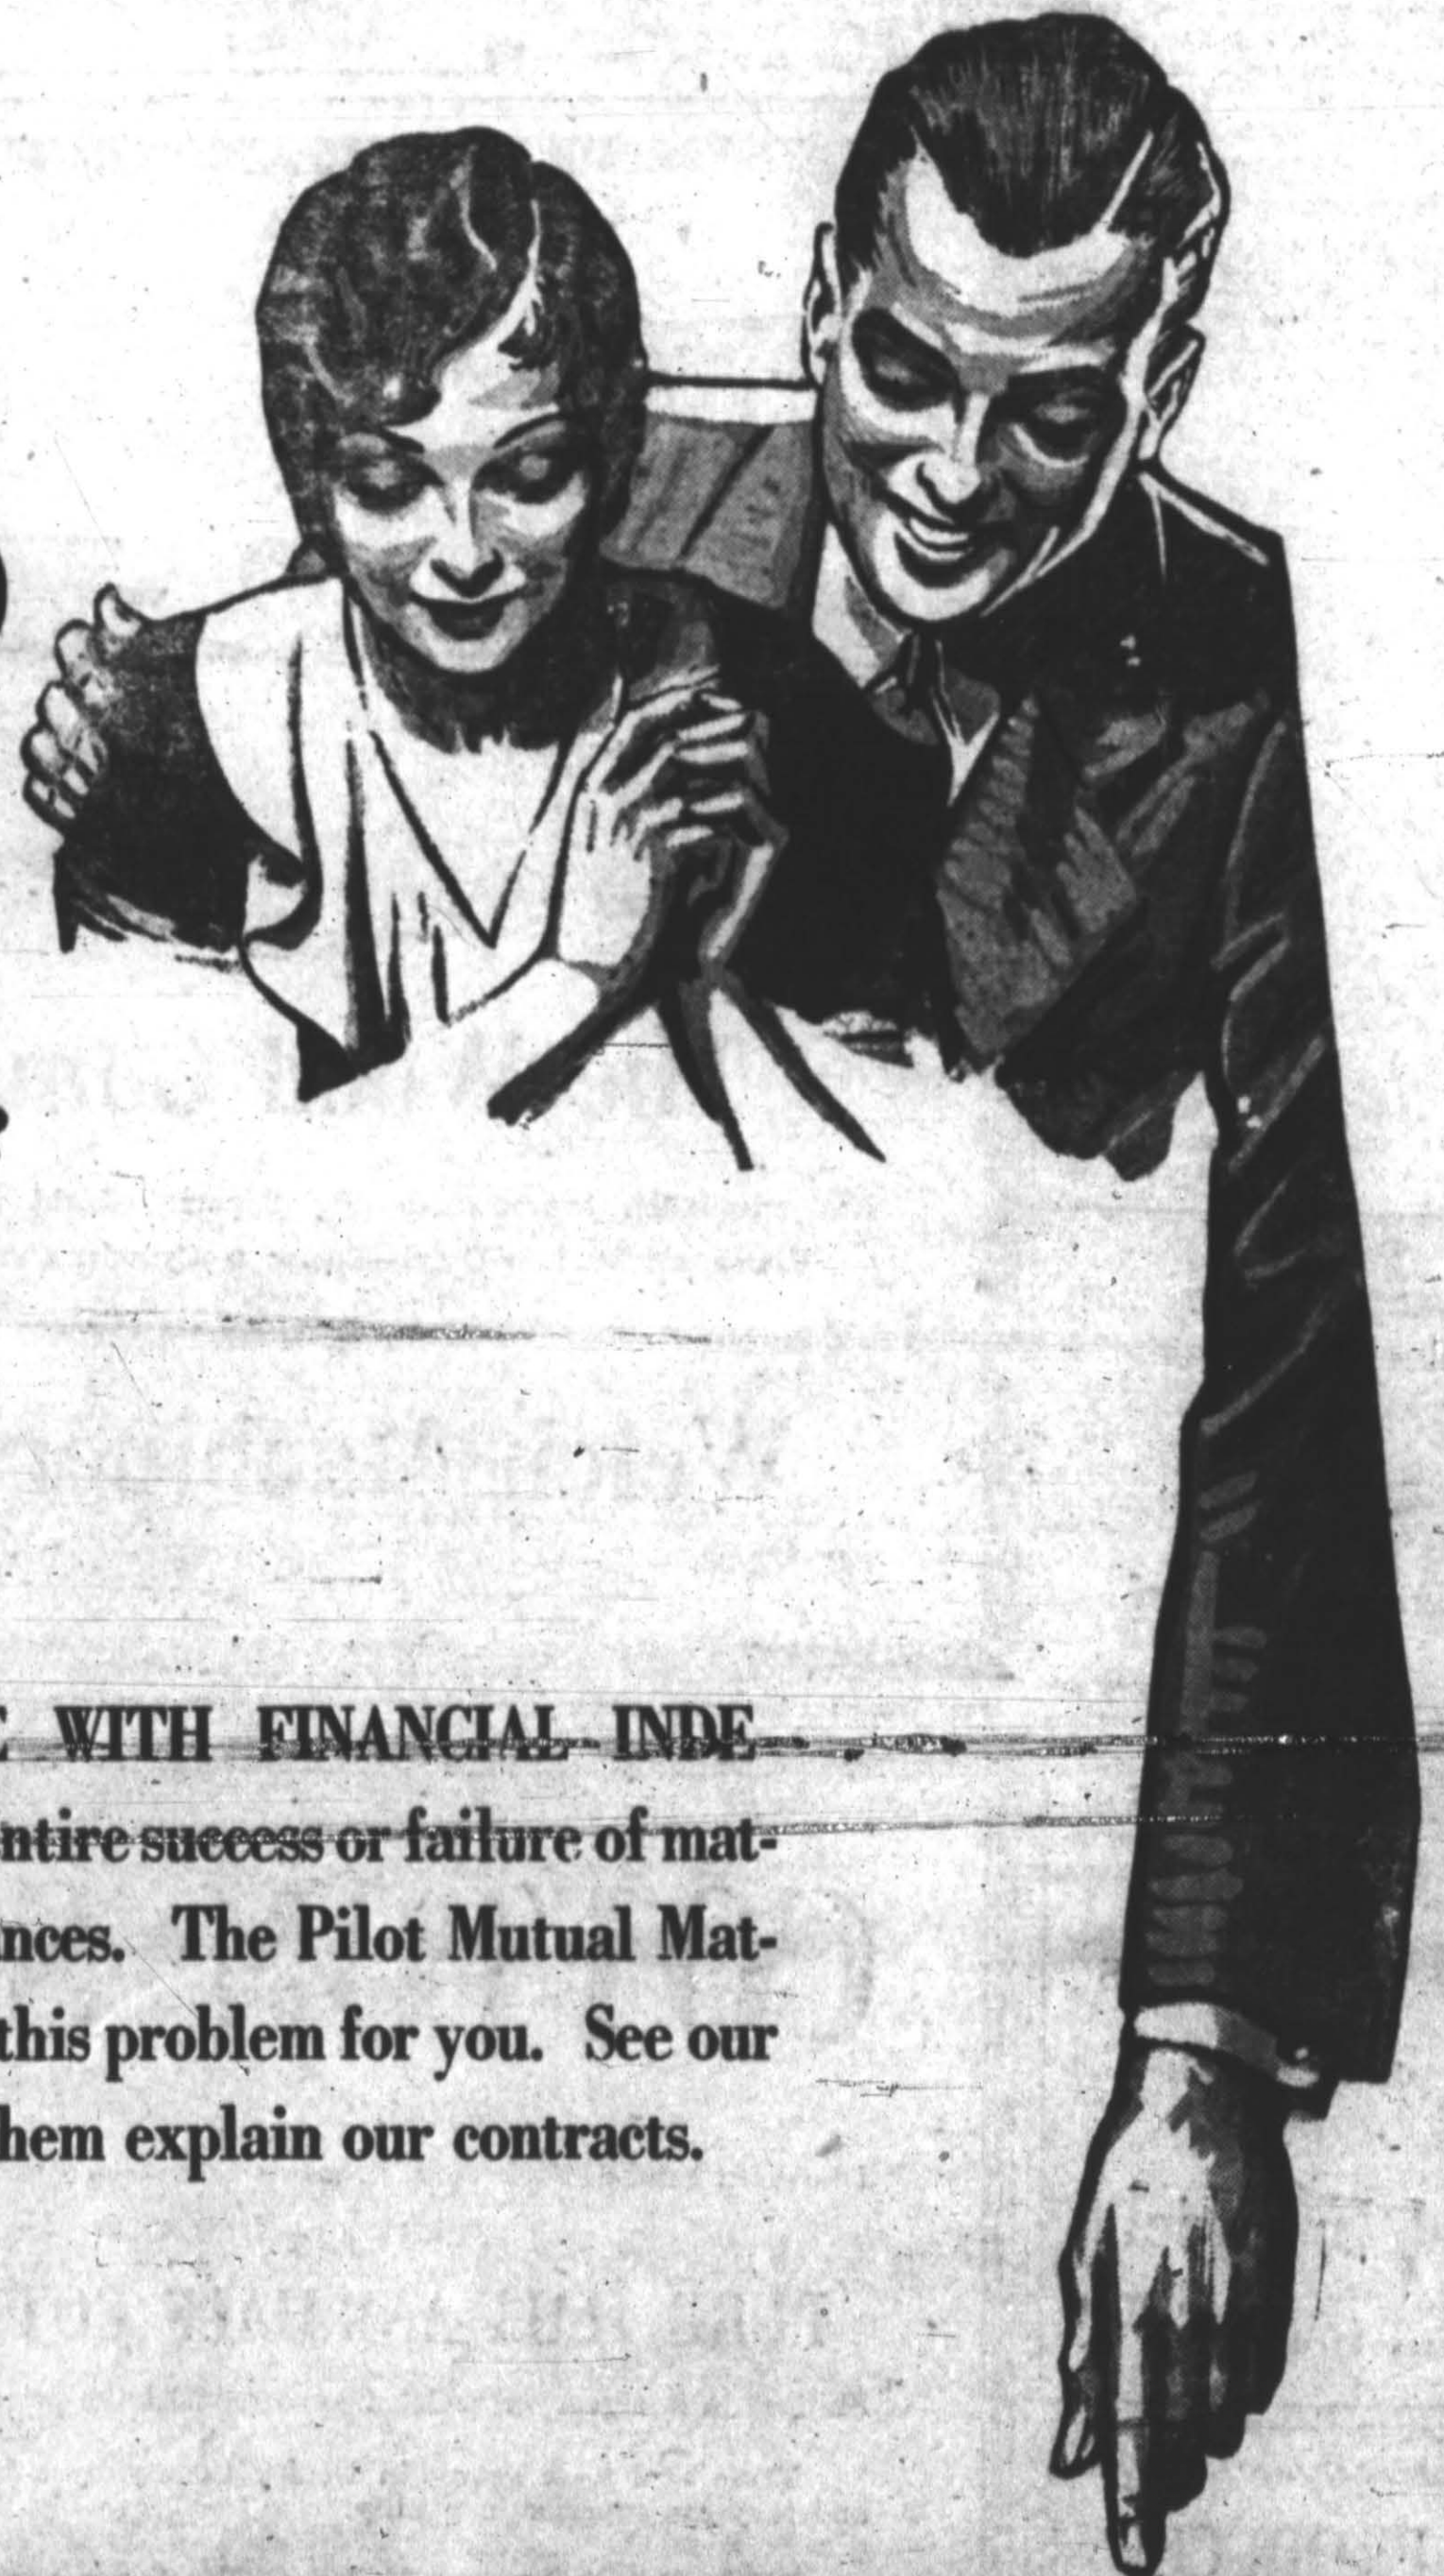 WITH FINANCIAL INDE
ntire success or failure of mat-
nces. The Pilot Mutual Mat-
this problem for you. See our
hem explain our contracts.